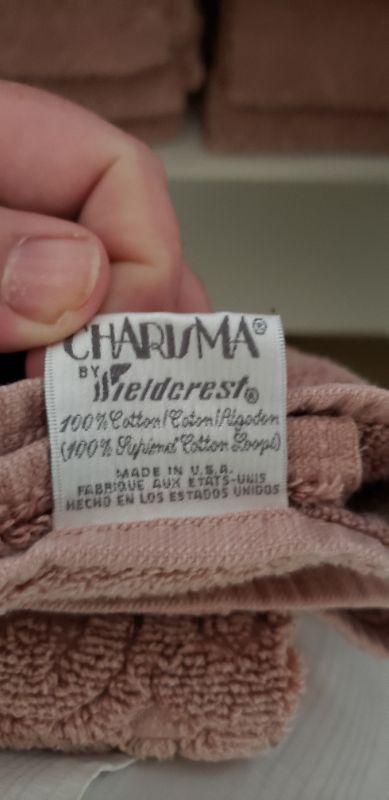 CHARISMA®
BY Fieldcrest®
100% Cotton/Coton/Algodon
(100% Supima® Cotton Loops)
MADE IN U.S.A.
FABRIQUE AUX ETATS-UNIS
HECHO EN LOS ESTADOS UNIDOS